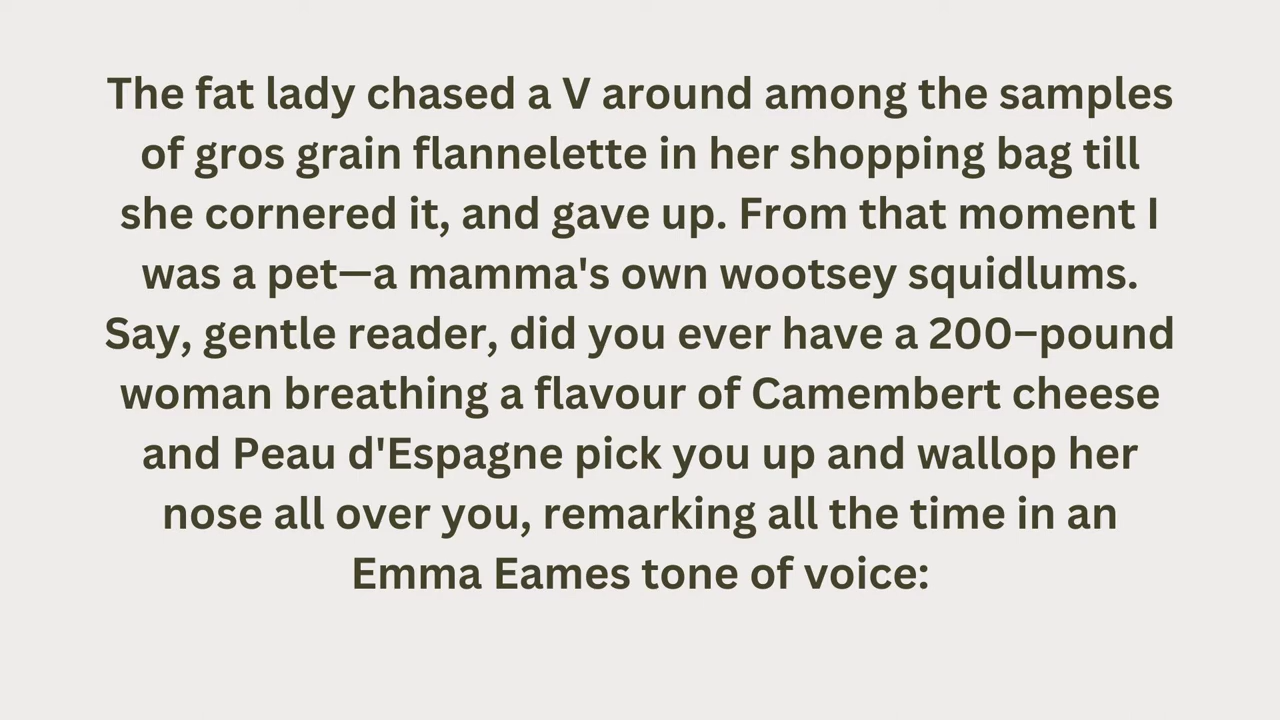 The fat lady chased a V around among the samples
of gros grain flannelette in her shopping bag till
she cornered it, and gave up. From that moment I
was a pet—a mamma's own wootsey squidlums.
Say, gentle reader, did you ever have a 200–pound
woman breathing a flavour of Camembert cheese
and Peau d'Espagne pick you up and wallop her
nose all over you, remarking all the time in an
Emma Eames tone of voice: